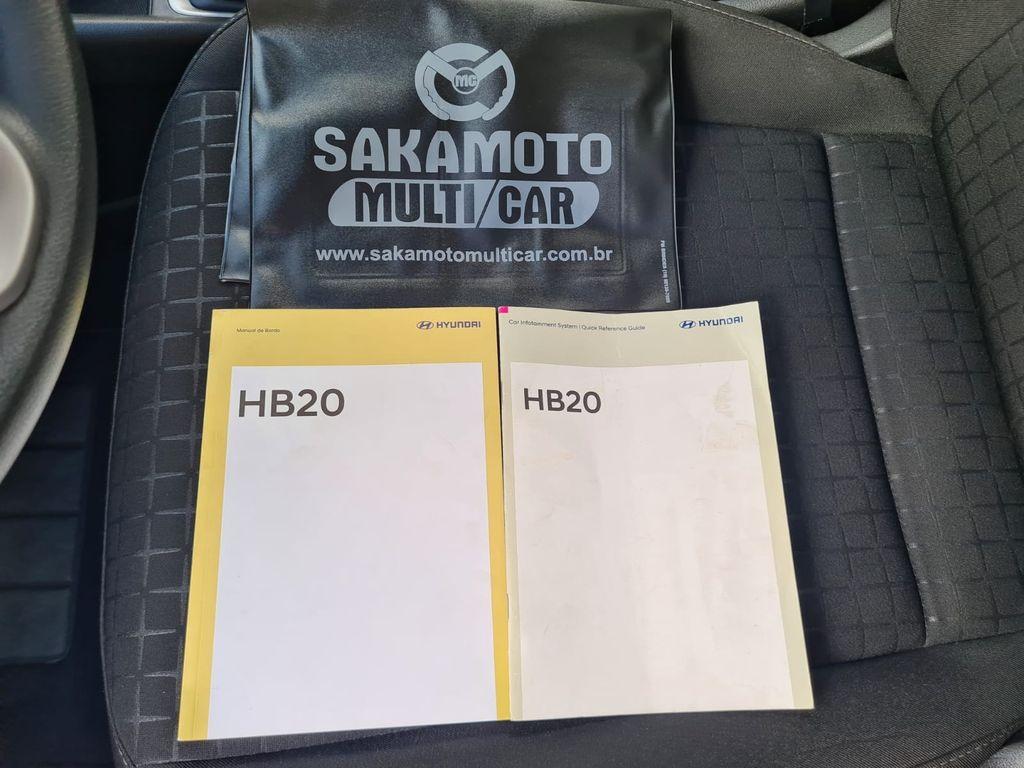 MC
SAKAMOTO
MULTI/CAR
www.sakamotomulticar.com.br
Manual de Bordo
HYUNDAI
HB20
Car Infotainment System | Quick Reference Guide
HYUNDAI
HB20